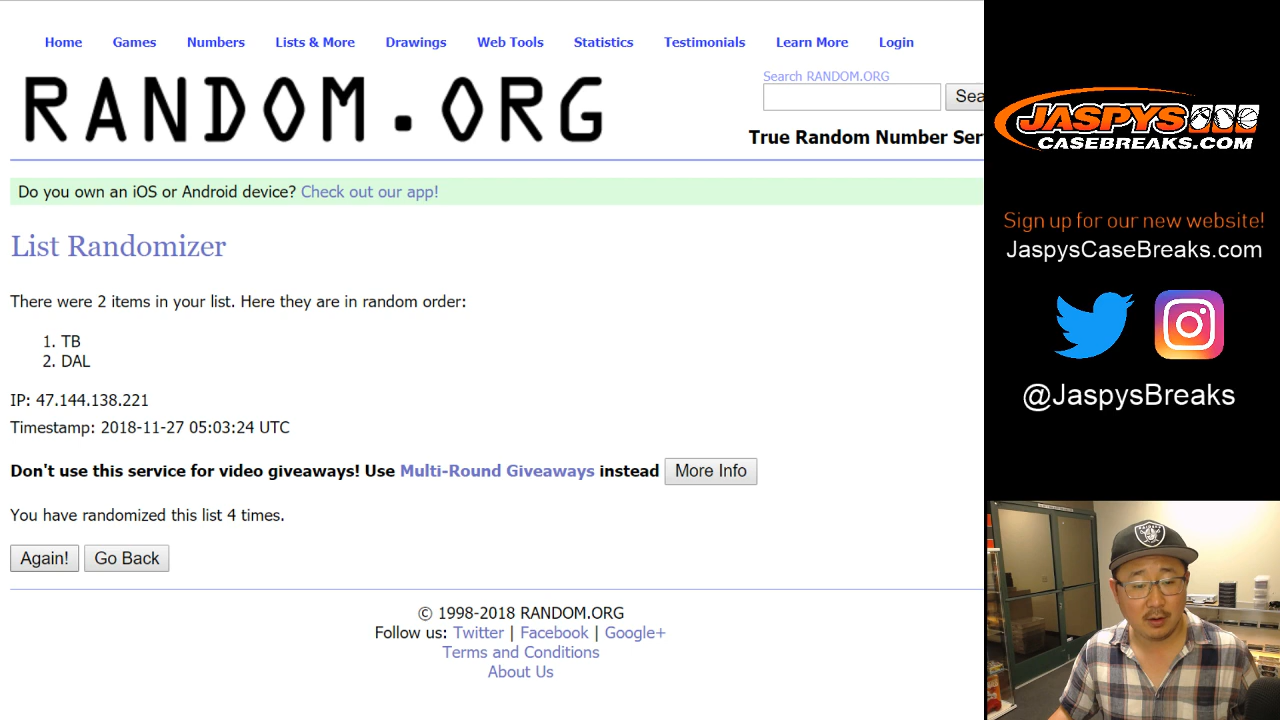 Home Games Numbers Lists & More Drawings Web Tools Statistics Testimonials Learn More Login
RANDOM.ORG
Search RANDOM.ORG
Sea
True Random Number Ser
Do you own an iOS or Android device? Check out our app!
List Randomizer
There were 2 items in your list. Here they are in random order:
1. TB
2. DAL
IP: 47.144.138.221
Timestamp: 2018-11-27 05:03:24 UTC
Don't use this service for video giveaways! Use Multi-Round Giveaways instead More Info
You have randomized this list 4 times.
Again! Go Back
© 1998-2018 RANDOM.ORG
Follow us: Twitter | Facebook | Google+
Terms and Conditions
About Us
JASPYS
CASEBREAKS.COM
Sign up for our new website!
JaspysCaseBreaks.com
@JaspysBreaks
RAIDERS